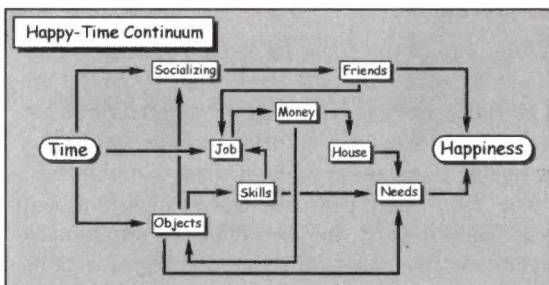 Happy-Time Continuum
Socializing
Friends
Money
Time
Job
House
Happiness
Skills
Needs
Objects